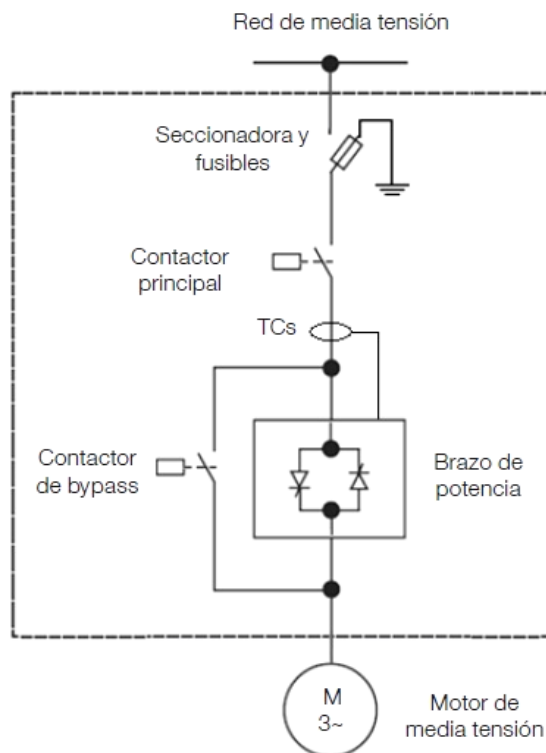 Red de media tensión
Seccionadora y
fusibles
Contactor
principal
TCs
Contactor
de bypass
Brazo de
potencia
M
3~
Motor de
media tensión